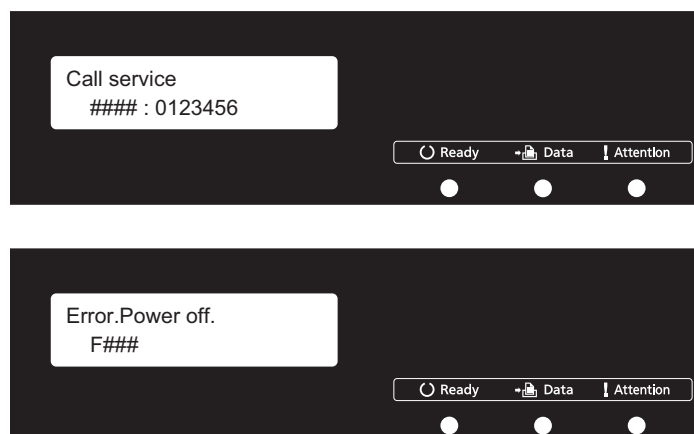 Call service
#### : 0123456
Ready Data Attention
Error.Power off.
F###
Ready Data Attention